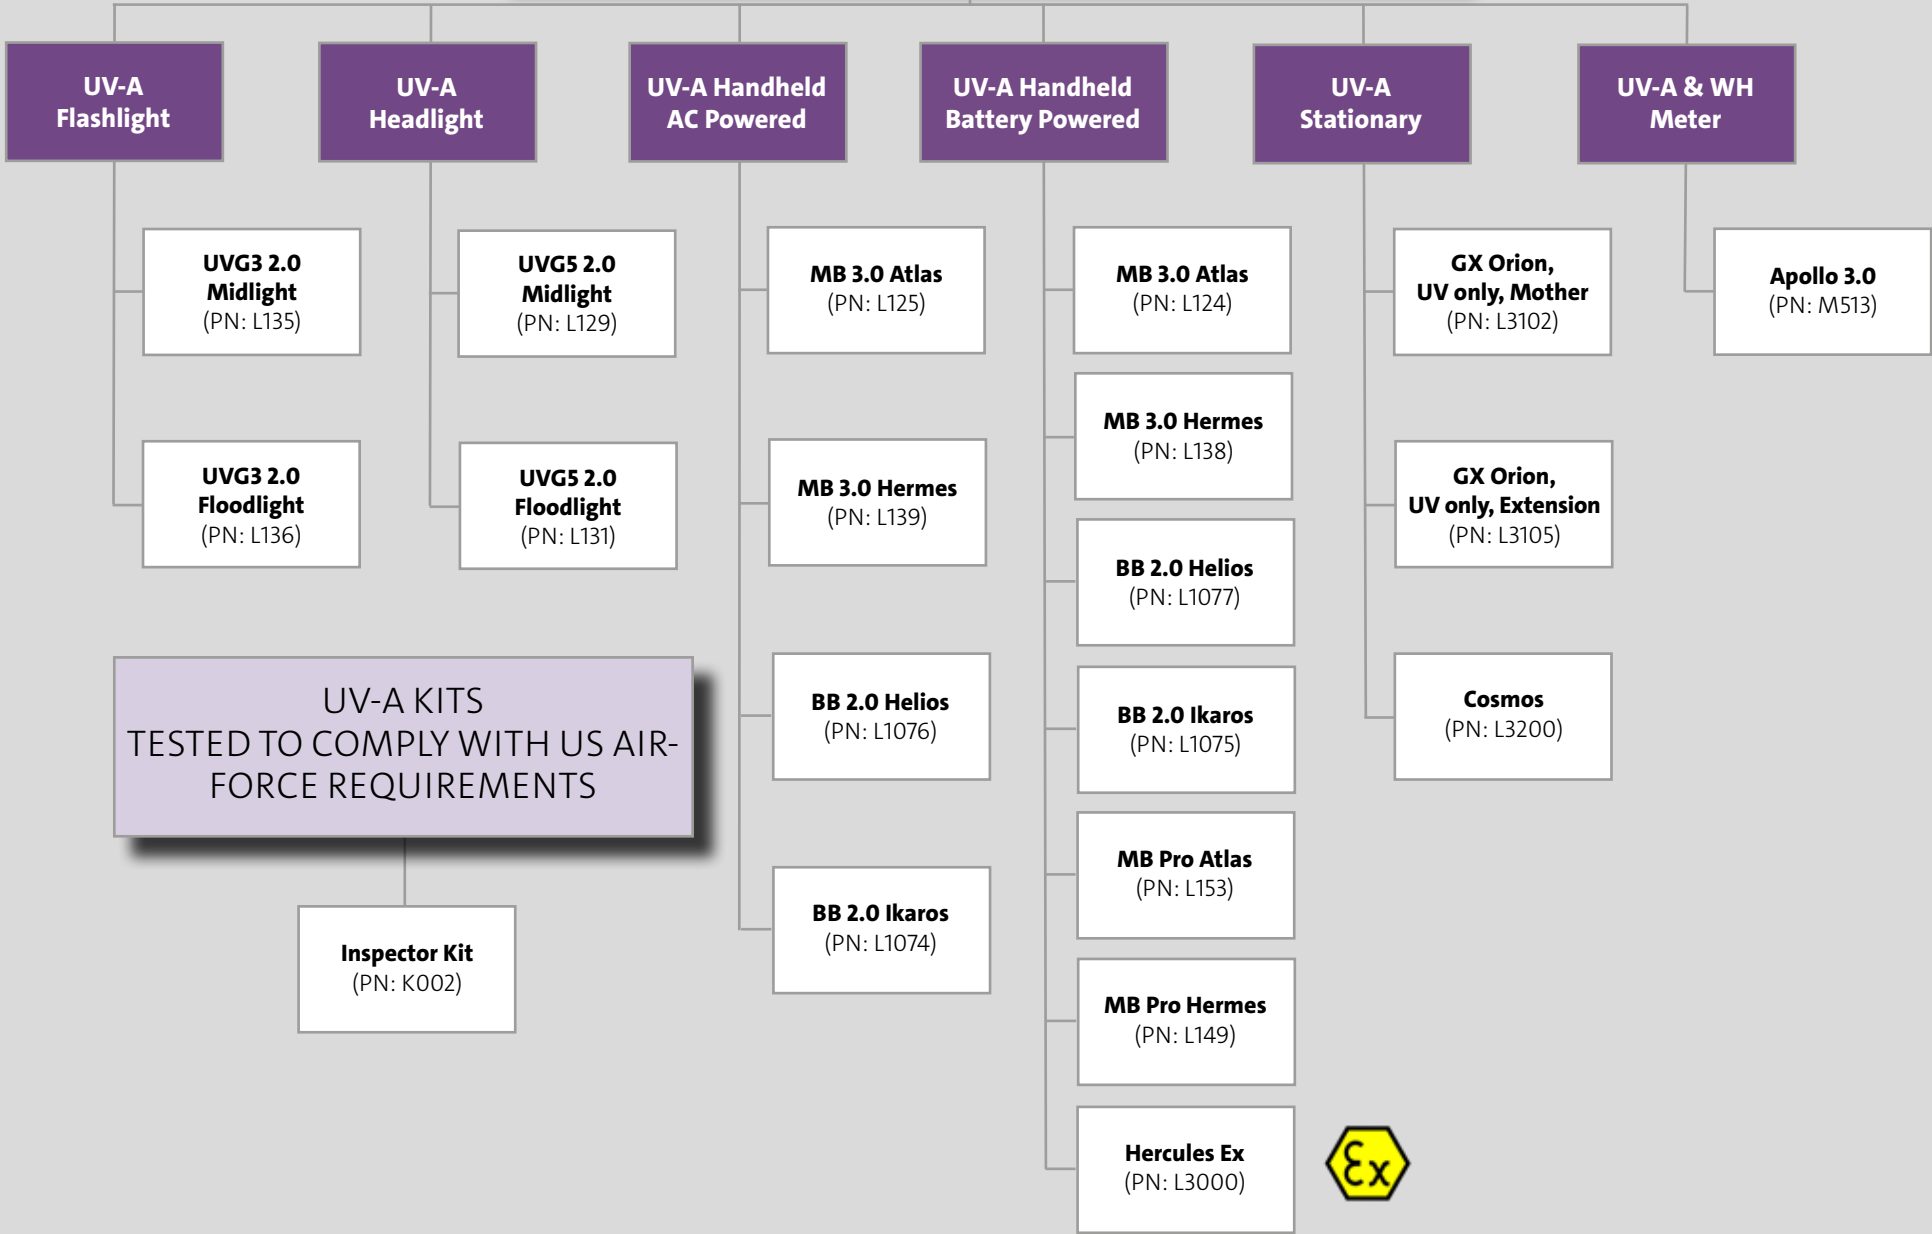 UV-A
Flashlight
UV-A
Headlight
UV-A Handheld
AC Powered
UV-A Handheld
Battery Powered
UV-A
Stationary
UV-A & WH
Meter
UVG3 2.0
Midlight
(PN: L135)
UVG3 2.0
Floodlight
(PN: L136)
UVG5 2.0
Midlight
(PN: L129)
UVG5 2.0
Floodlight
(PN: L131)
MB 3.0 Atlas
(PN: L125)
MB 3.0 Hermes
(PN: L139)
BB 2.0 Helios
(PN: L1076)
BB 2.0 Ikaros
(PN: L1074)
MB 3.0 Atlas
(PN: L124)
MB 3.0 Hermes
(PN: L138)
BB 2.0 Helios
(PN: L1077)
BB 2.0 Ikaros
(PN: L1075)
MB Pro Atlas
(PN: L153)
MB Pro Hermes
(PN: L149)
Hercules Ex
(PN: L3000)
Ex
GX Orion,
UV only, Mother
(PN: L3102)
GX Orion,
UV only, Extension
(PN: L3105)
Cosmos
(PN: L3200)
Apollo 3.0
(PN: M513)
UV-A KITS
TESTED TO COMPLY WITH US AIR-
FORCE REQUIREMENTS
Inspector Kit
(PN: K002)